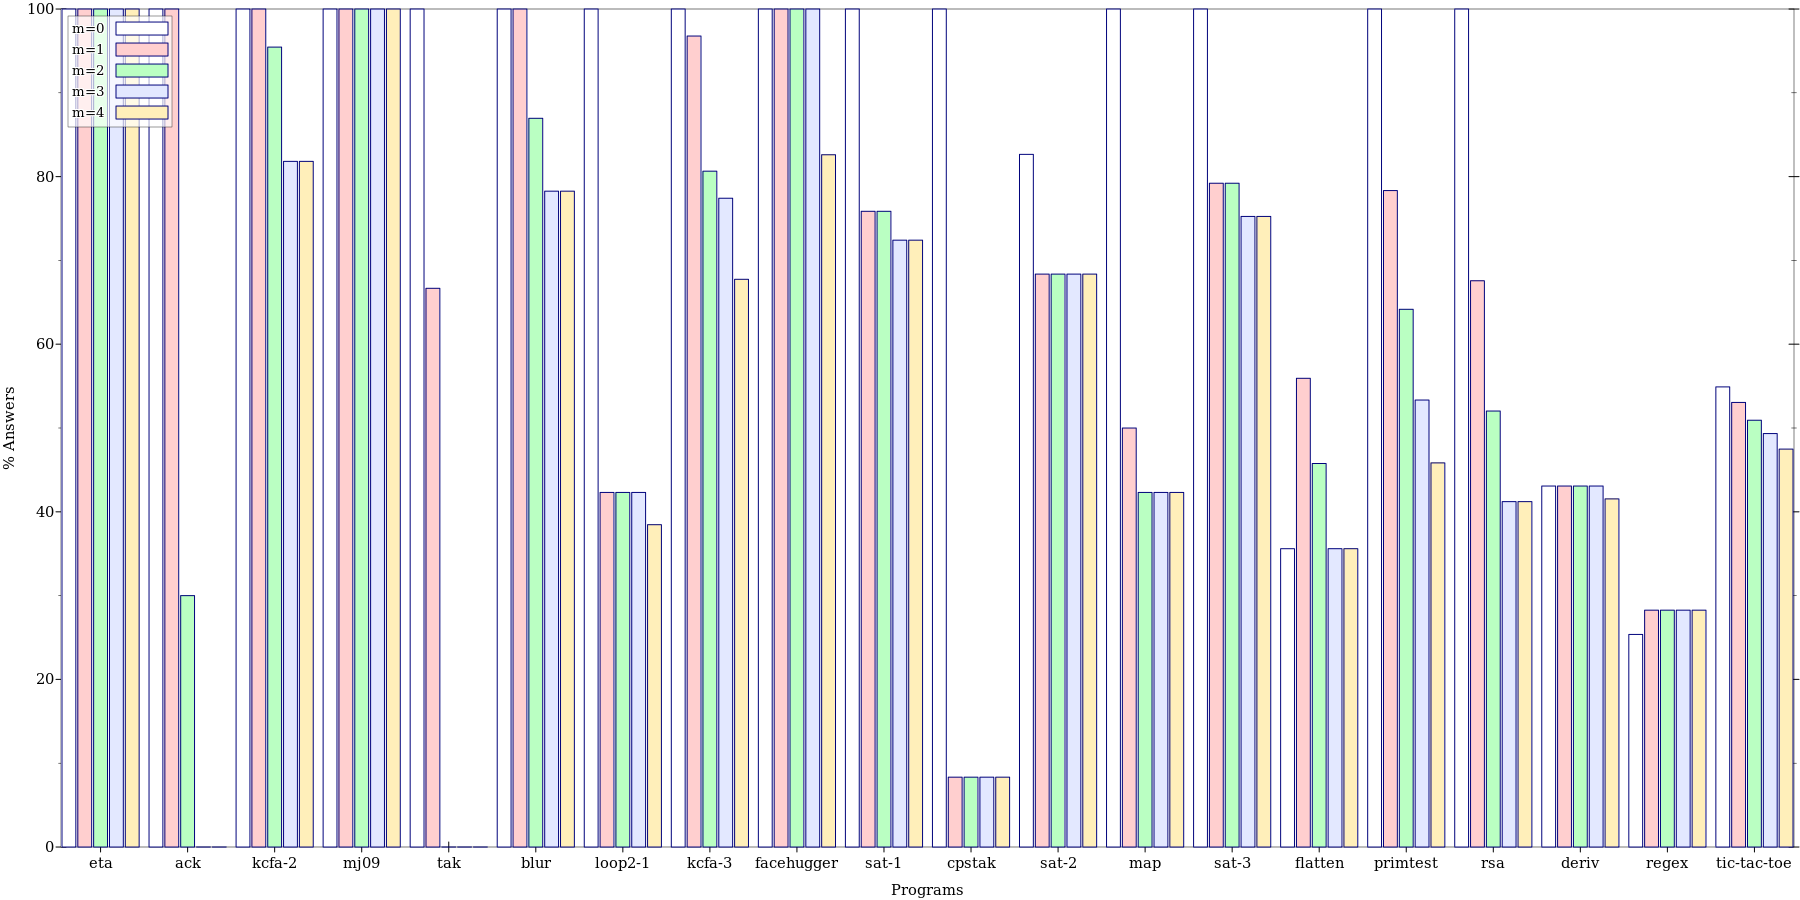 100
80
60
40
20
0
% Answers
m=0
m=1
m=2
m=3
m=4
eta ack kcfa-2 mj09 tak blur loop2-1 kcfa-3 facehugger sat-1 cpstak sat-2 map sat-3 flatten primtest rsa deriv regex tic-tac-toe
Programs